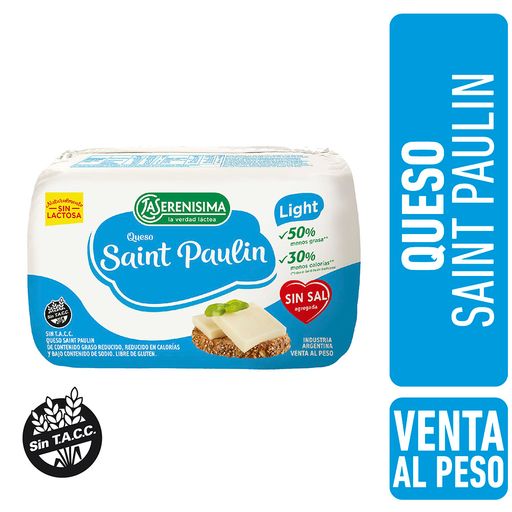 Naturalmente
SIN
LACTOSA
LASERENISIMA
la verdad láctea
Queso
Saint Paulin
Light
50%
menos grasa**
30%
menos calorías**
SIN SAL
agregada
SIN T.A.C.C.
SIN T.A.C.C.
QUESO SAINT PAULIN
DE CONTENIDO GRASO REDUCIDO, REDUCIDO EN CALORÍAS
Y BAJO CONTENIDO DE SODIO. LIBRE DE GLUTEN.
INDUSTRIA
ARGENTINA
VENTA AL PESO
Sin T.A.C.C.
QUESO
SAINT PAULIN
VENTA
AL PESO